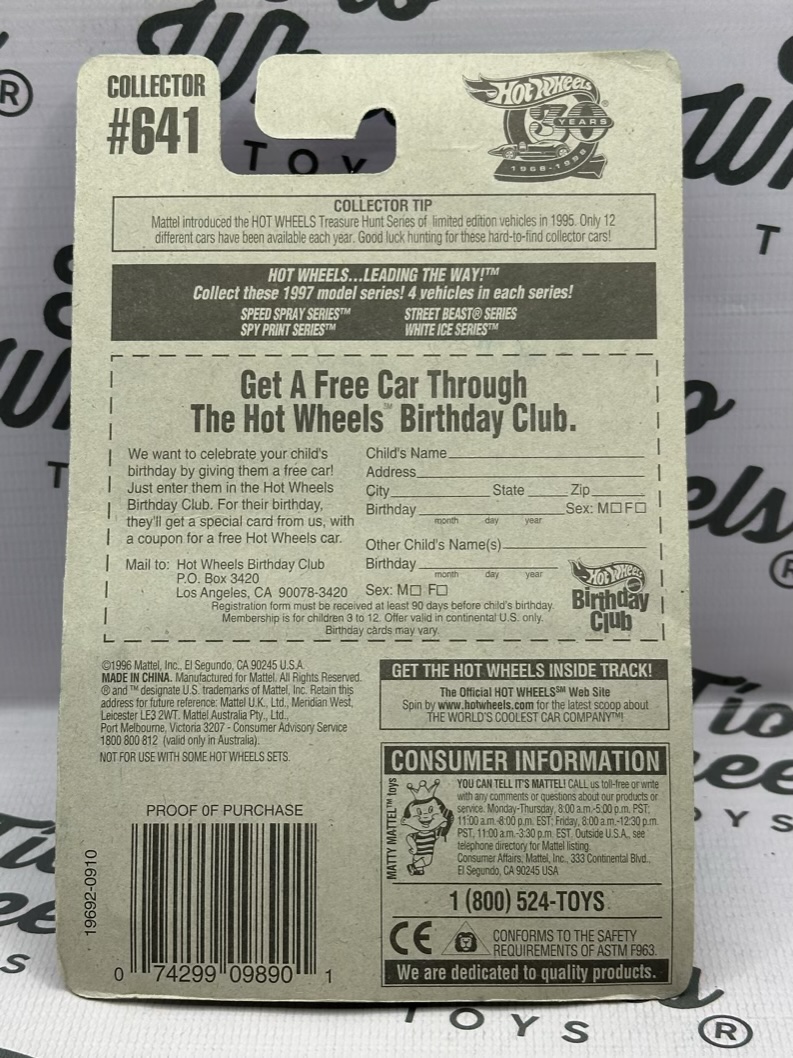 COLLECTOR
#641
HOT WHEELS®
30
YEARS
1968-1998
COLLECTOR TIP
Mattel introduced the HOT WHEELS Treasure Hunt Series of limited edition vehicles in 1995. Only 12
different cars have been available each year. Good luck hunting for these hard-to-find collector cars!
HOT WHEELS...LEADING THE WAY!™
Collect these 1997 model series! 4 vehicles in each series!
SPEED SPRAY SERIES™ STREET BEAST® SERIES
SPY PRINT SERIES™ WHITE ICE SERIES™
Get A Free Car Through
The Hot Wheels™ Birthday Club.
We want to celebrate your child's
birthday by giving them a free car!
Just enter them in the Hot Wheels
Birthday Club. For their birthday,
they'll get a special card from us, with
a coupon for a free Hot Wheels car.
Mail to: Hot Wheels Birthday Club
P.O. Box 3420
Los Angeles, CA 90078-3420
Child's Name
Address
City State Zip
Birthday Sex: M☐ F☐
month day year
Other Child's Name(s)
Birthday
month day year
Sex: M☐ F☐
Hot Wheels
Birthday
Club
Registration form must be received at least 90 days before child's birthday.
Membership is for children 3 to 12. Offer valid in continental U.S. only.
Birthday cards may vary.
©1996 Mattel, Inc., El Segundo, CA 90245 U.S.A.
MADE IN CHINA. Manufactured for Mattel. All Rights Reserved.
® and ™ designate U.S. trademarks of Mattel, Inc. Retain this
address for future reference: Mattel U.K., Ltd., Meridian West,
Leicester LE3 2WT. Mattel Australia Pty., Ltd.,
Port Melbourne, Victoria 3207 - Consumer Advisory Service
1800 800 812 (valid only in Australia).
NOT FOR USE WITH SOME HOT WHEELS SETS.
GET THE HOT WHEELS INSIDE TRACK!
The Official HOT WHEELS℠ Web Site
Spin by www.hotwheels.com for the latest scoop about
THE WORLD'S COOLEST CAR COMPANY™!
CONSUMER INFORMATION
MATTY MATTEL™ toys
YOU CAN TELL IT'S MATTEL! CALL us toll-free or write
with any comments or questions about our products or
service. Monday-Thursday, 8:00 a.m.-5:00 p.m. PST;
11:00 a.m.-8:00 p.m. EST; Friday, 8:00 a.m.-12:30 p.m.
PST, 11:00 a.m.-3:30 p.m. EST. Outside U.S.A., see
telephone directory for Mattel listing.
Consumer Affairs, Mattel, Inc., 333 Continental Blvd.,
El Segundo, CA 90245 USA
1 (800) 524-TOYS
CE
CONFORMS TO THE SAFETY
REQUIREMENTS OF ASTM F963.
We are dedicated to quality products.
PROOF OF PURCHASE
19692-0910
0 74299 09890 1
TOY
TOYS ®